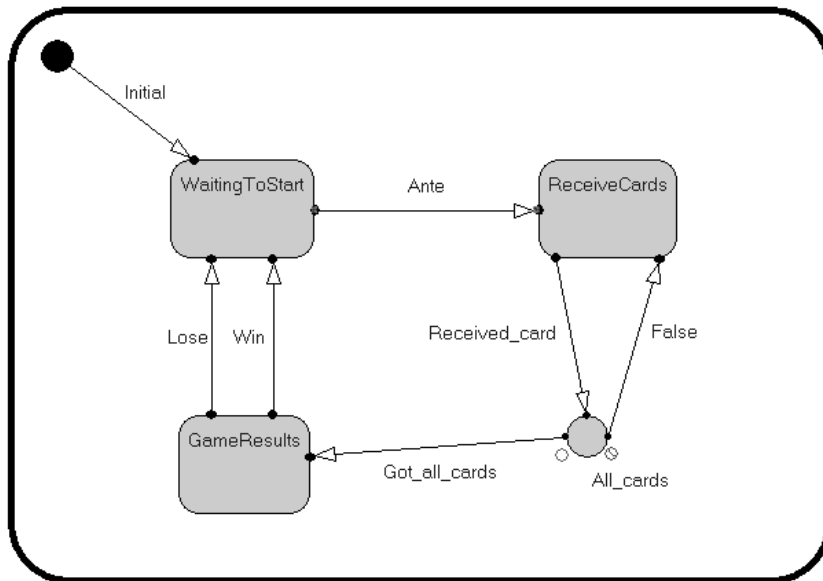 Initial
WaitingToStart
Ante
ReceiveCards
Lose
Win
Received_card
False
GameResults
Got_all_cards
All_cards